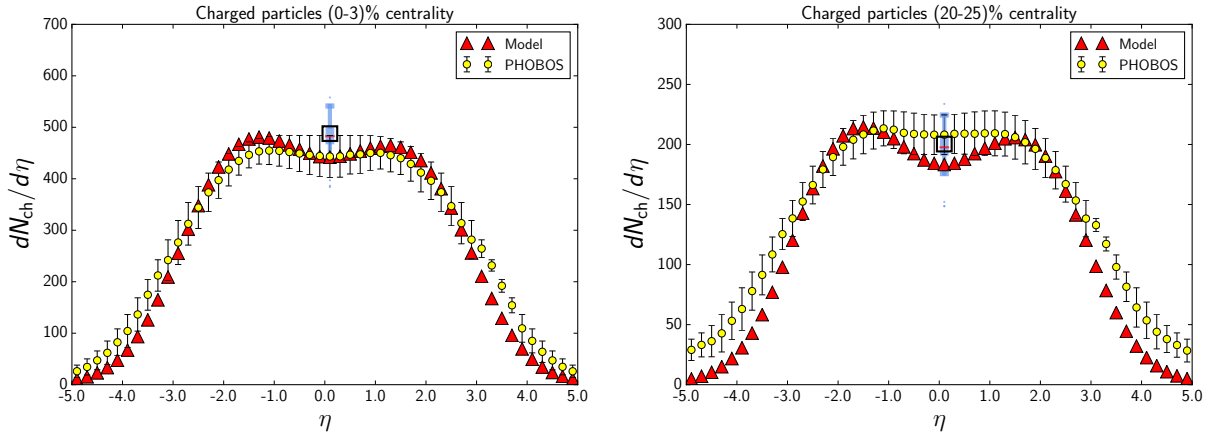 Charged particles (0-3)% centrality
700
600
500
400
300
200
100
0
dN_ch/dη
Model
PHOBOS
-5.0 -4.0 -3.0 -2.0 -1.0 0.0 1.0 2.0 3.0 4.0 5.0
η
Charged particles (20-25)% centrality
300
250
200
150
100
50
0
dN_ch/dη
Model
PHOBOS
-5.0 -4.0 -3.0 -2.0 -1.0 0.0 1.0 2.0 3.0 4.0 5.0
η